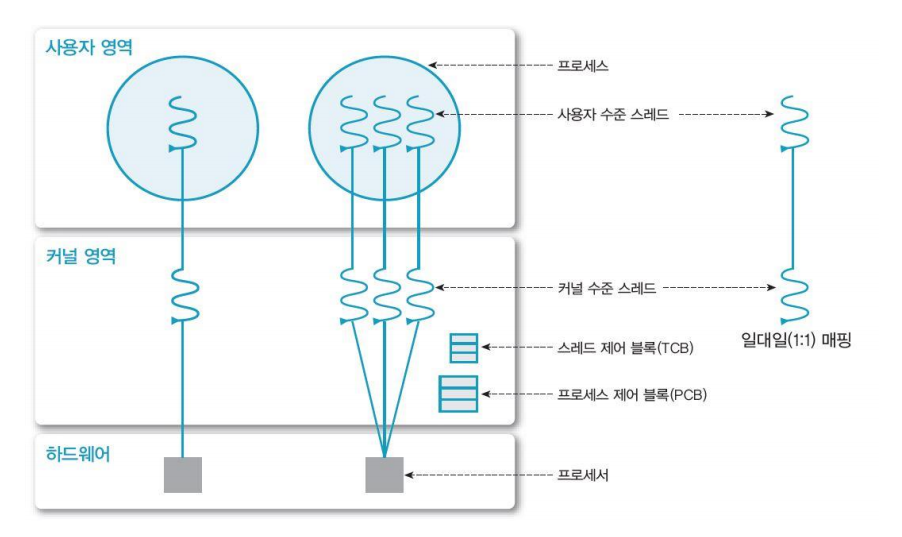 사용자 영역
프로세스
사용자 수준 스레드
커널 영역
커널 수준 스레드
스레드 제어 블록(TCB)
일대일(1:1) 매핑
프로세스 제어 블록(PCB)
하드웨어
프로세서